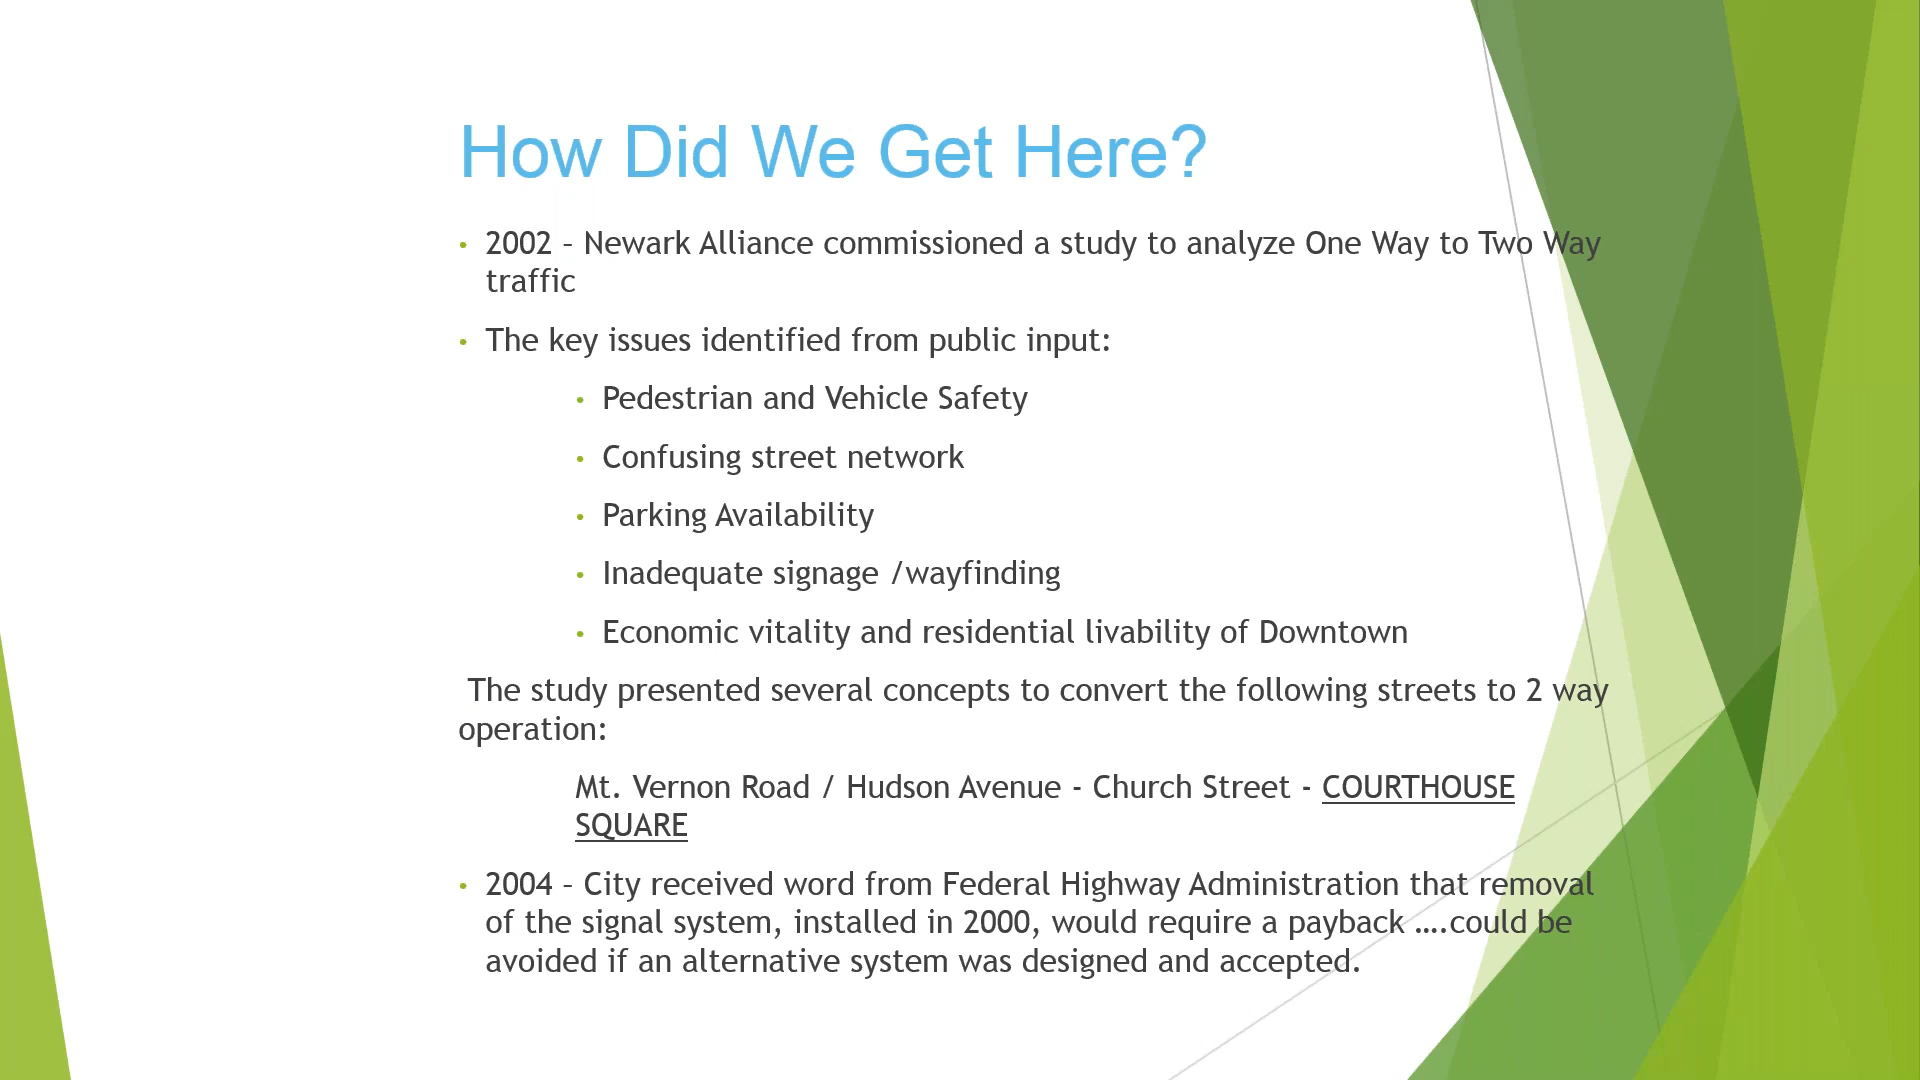 How Did We Get Here?
• 2002 – Newark Alliance commissioned a study to analyze One Way to Two Way
traffic
• The key issues identified from public input:
• Pedestrian and Vehicle Safety
• Confusing street network
• Parking Availability
• Inadequate signage /wayfinding
• Economic vitality and residential livability of Downtown
The study presented several concepts to convert the following streets to 2 way
operation:
Mt. Vernon Road / Hudson Avenue - Church Street - COURTHOUSE
SQUARE
• 2004 – City received word from Federal Highway Administration that removal
of the signal system, installed in 2000, would require a payback ….could be
avoided if an alternative system was designed and accepted.